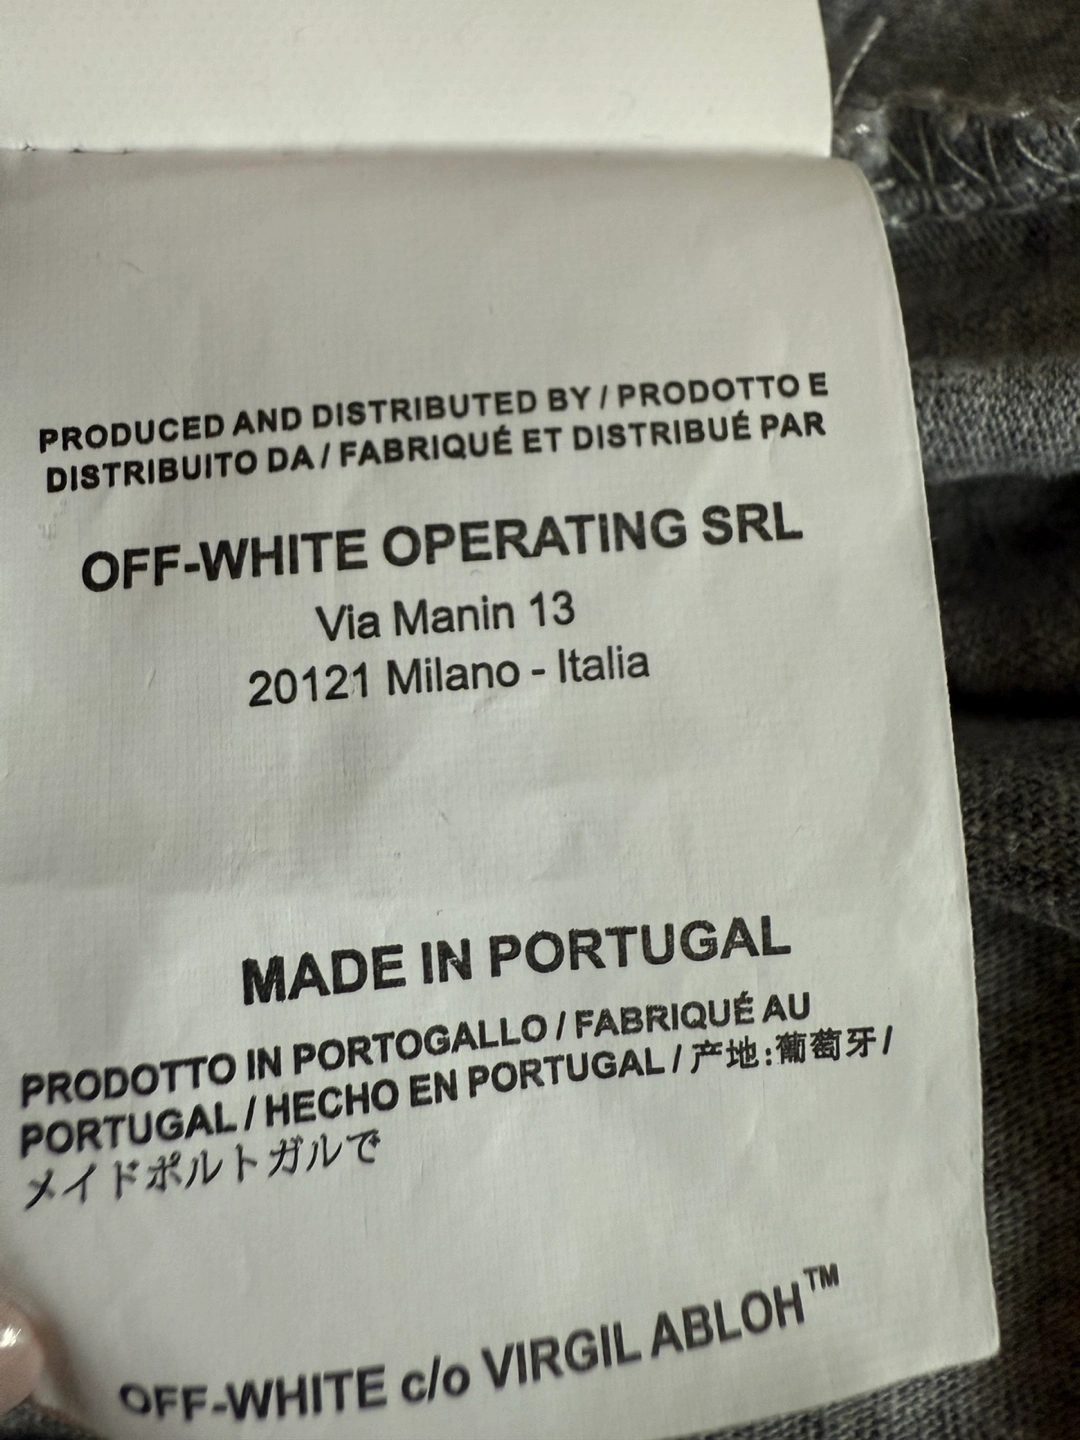 PRODUCED AND DISTRIBUTED BY / PRODOTTO E
DISTRIBUITO DA / FABRIQUÉ ET DISTRIBUÉ PAR
OFF-WHITE OPERATING SRL
Via Manin 13
20121 Milano - Italia
MADE IN PORTUGAL
PRODOTTO IN PORTOGALLO / FABRIQUÉ AU
PORTUGAL / HECHO EN PORTUGAL / 产地:葡萄牙 /
メイドポルトガルで
OFF-WHITE c/o VIRGIL ABLOH™